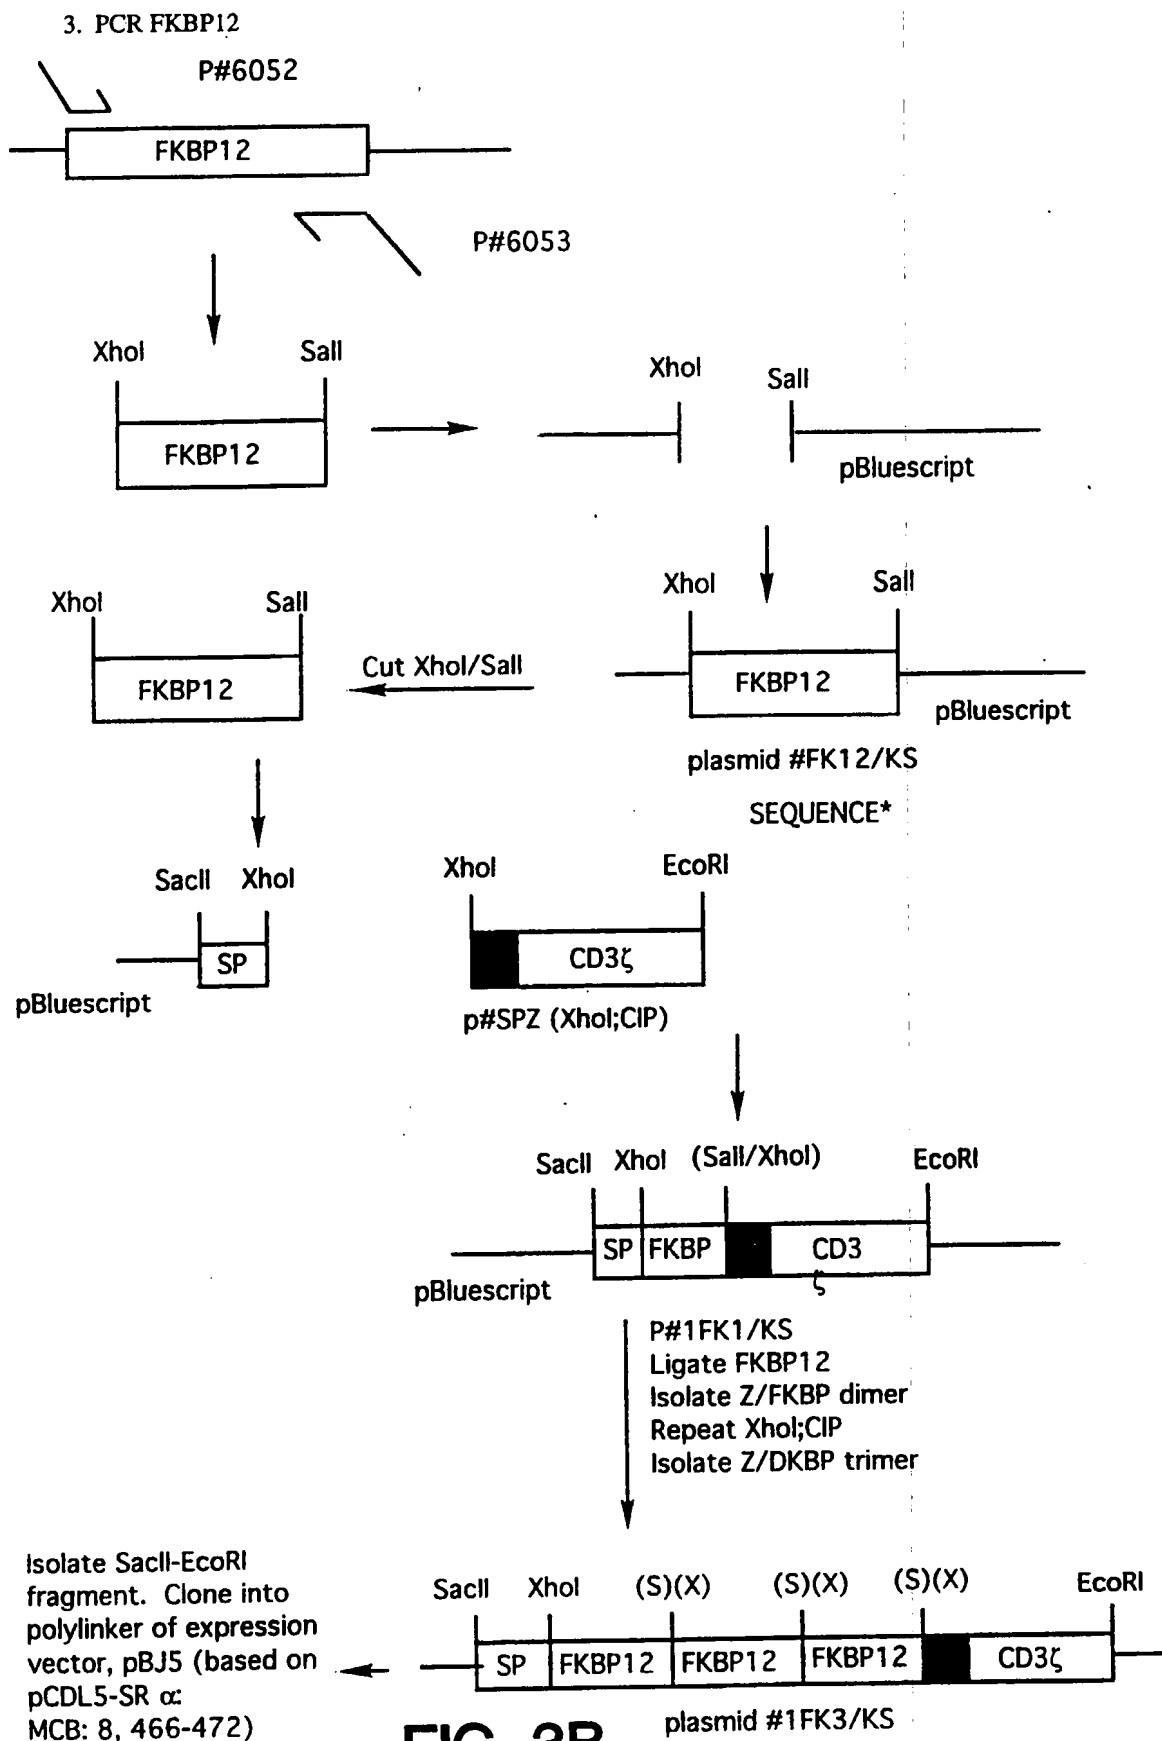 3. PCR FKBP12
P#6052
FKBP12
P#6053
XhoI
SalI
FKBP12
XhoI
SalI
pBluescript
XhoI
SalI
FKBP12
Cut XhoI/SalI
XhoI
SalI
FKBP12
pBluescript
plasmid #FK12/KS
SEQUENCE*
SacII
XhoI
SP
pBluescript
XhoI
EcoRI
CD3ζ
p#SPZ (XhoI;CIP)
SacII
XhoI
(SalI/XhoI)
EcoRI
SP
FKBP
CD3
ζ
pBluescript
P#1FK1/KS
Ligate FKBP12
Isolate Z/FKBP dimer
Repeat XhoI;CIP
Isolate Z/DKBP trimer
Isolate SacII-EcoRI
fragment. Clone into
polylinker of expression
vector, pBJ5 (based on
pCDL5-SR α:
MCB: 8, 466-472)
SacII
XhoI
(S)(X)
(S)(X)
(S)(X)
EcoRI
SP
FKBP12
FKBP12
FKBP12
CD3ζ
plasmid #1FK3/KS
FIG. 3B